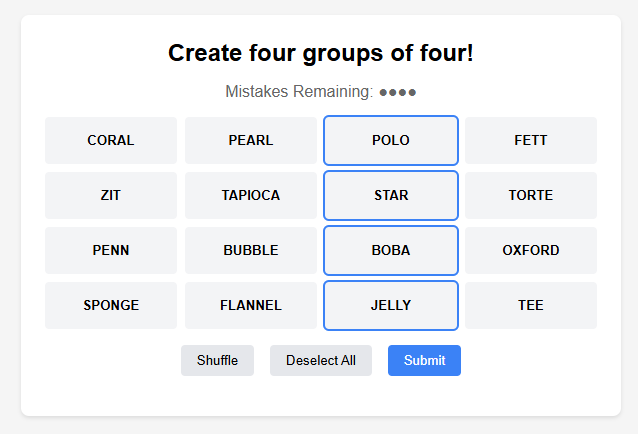 Create four groups of four!
Mistakes Remaining: ●●●●
CORAL PEARL POLO FETT
ZIT TAPIOCA STAR TORTE
PENN BUBBLE BOBA OXFORD
SPONGE FLANNEL JELLY TEE
Shuffle Deselect All Submit